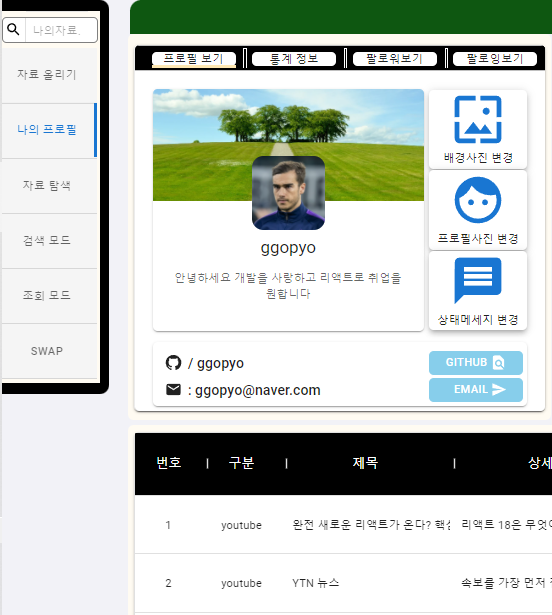 나의자료.
자료 올리기
나의 프로필
자료 탐색
검색 모드
조회 모드
SWAP
프로필 보기
통계 정보
팔로워보기
팔로잉보기
배경사진 변경
프로필사진 변경
상태메세지 변경
ggopyo
안녕하세요 개발을 사랑하고 리액트로 취업을
원합니다
/ ggopyo
GITHUB
: ggopyo@naver.com
EMAIL
번호 | 구분 | 제목 | 상세
1 youtube 완전 새로운 리액트가 온다? 핵심 리액트 18은 무엇이
2 youtube YTN 뉴스 속보를 가장 먼저